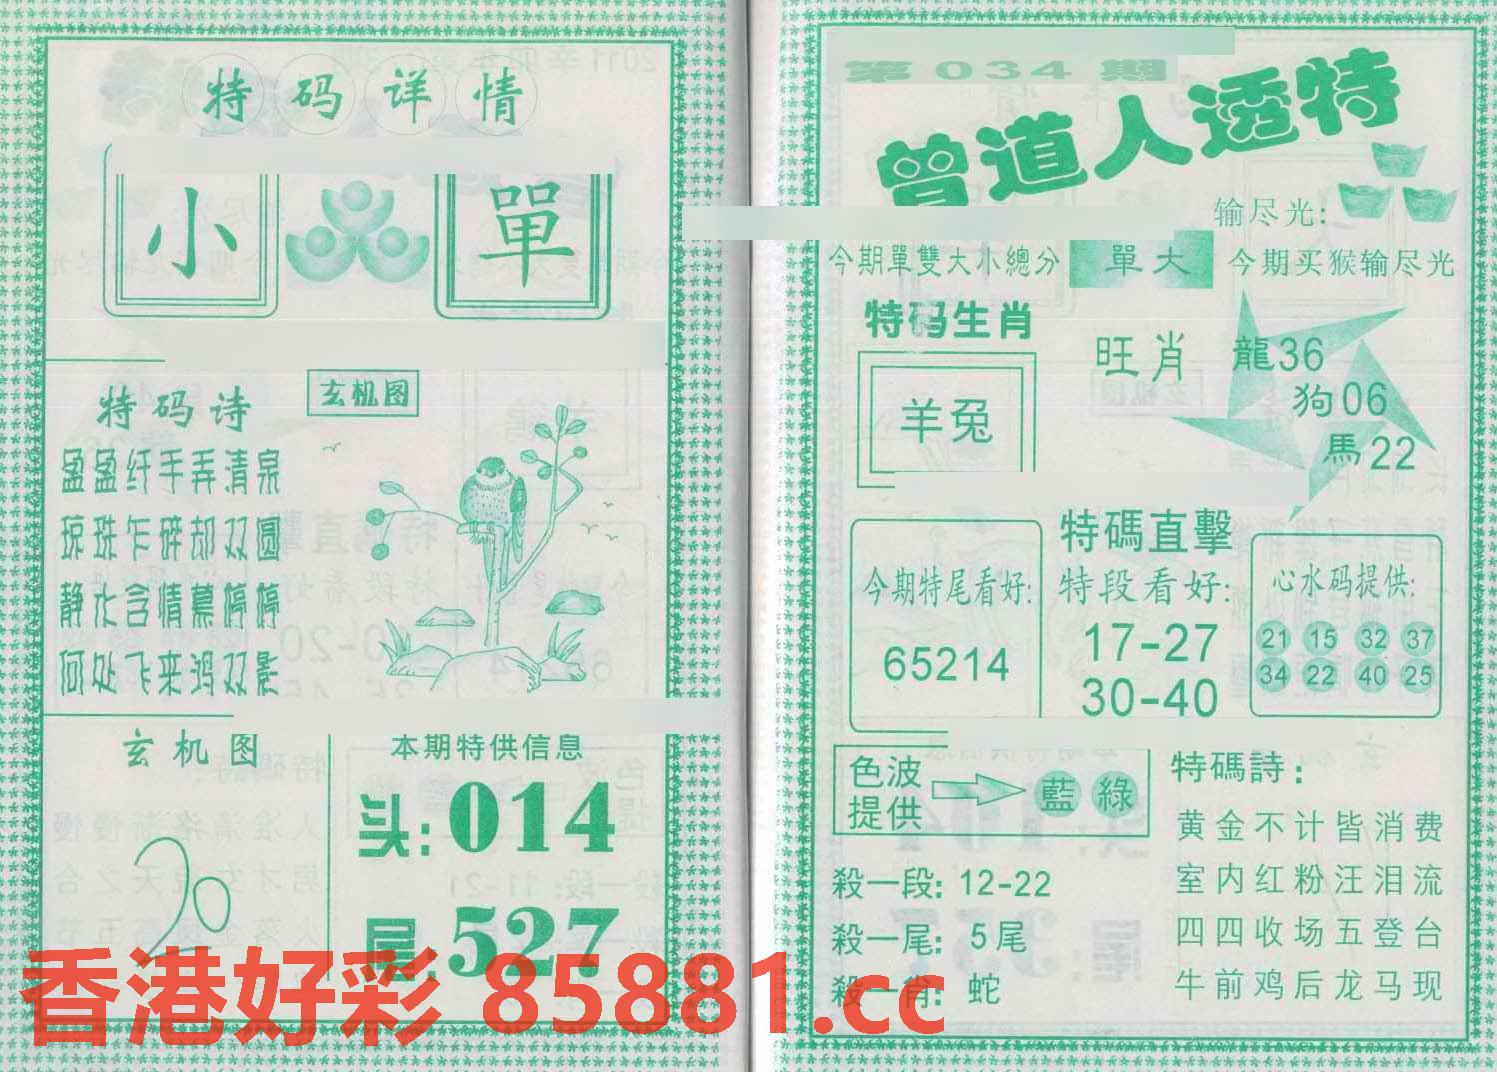 特码详情
小 單
特码诗
盈盈纤手弄清泉
琼珠乍碎却双圆
静化含情慕停停
何处飞来鸿双影
玄机图
玄机图
20
本期特供信息
头:014
尾:527
第034期
曾道人透特
输尽光:
今期單雙大小總分 單大 今期买猴输尽光
特码生肖
羊兔
旺肖
龍36
狗06
馬22
今期特尾看好:
65214
特碼直擊
特段看好:
17-27
30-40
心水码提供:
21 15 32 37
34 22 40 25
色波提供 藍 綠
殺一段: 12-22
殺一尾: 5尾
殺一肖: 蛇
特碼詩:
黄金不计皆消费
室内红粉汪泪流
四四收场五登台
牛前鸡后龙马现
香港好彩 85881.cc